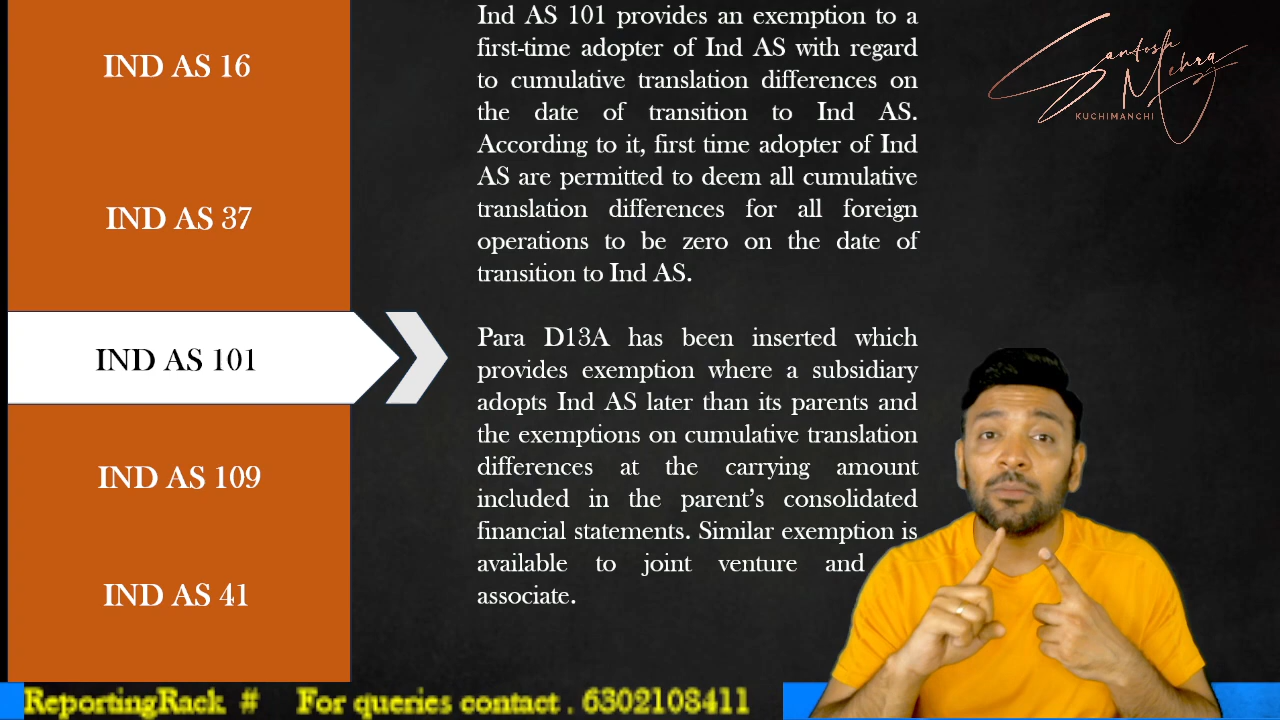 IND AS 16
IND AS 37
IND AS 101
IND AS 109
IND AS 41
Ind AS 101 provides an exemption to a
first-time adopter of Ind AS with regard
to cumulative translation differences on
the date of transition to Ind AS.
According to it, first time adopter of Ind
AS are permitted to deem all cumulative
translation differences for all foreign
operations to be zero on the date of
transition to Ind AS.
Para D13A has been inserted which
provides exemption where a subsidiary
adopts Ind AS later than its parents and
the exemptions on cumulative translation
differences at the carrying amount
included in the parent’s consolidated
financial statements. Similar exemption is
available to joint venture and
associate.
Santosh
Mehra
KUCHIMANCHI
ReportingRack # For queries contact . 6302108411